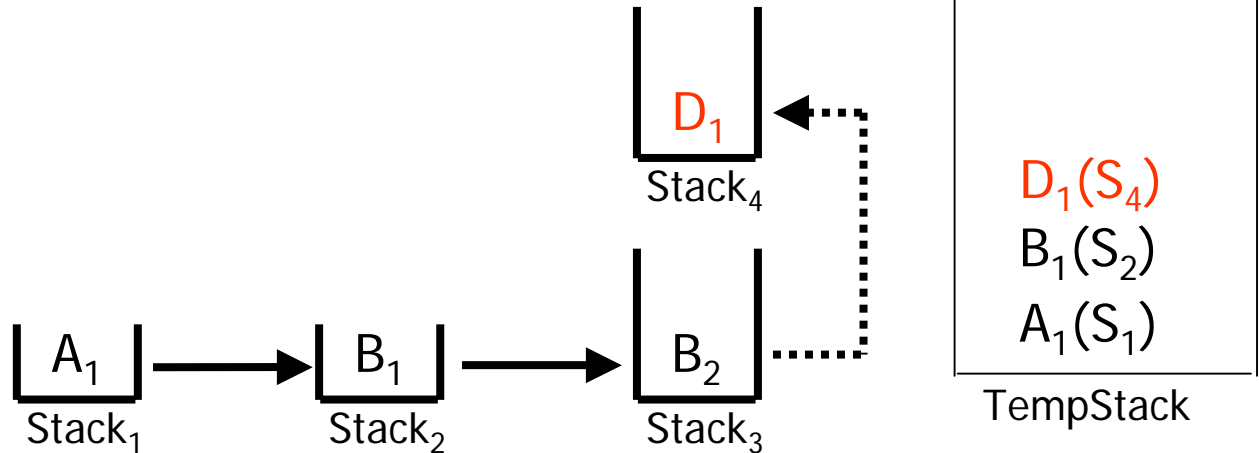 D₁
Stack₄
A₁
Stack₁
B₁
Stack₂
B₂
Stack₃
D₁(S₄)
B₁(S₂)
A₁(S₁)
TempStack